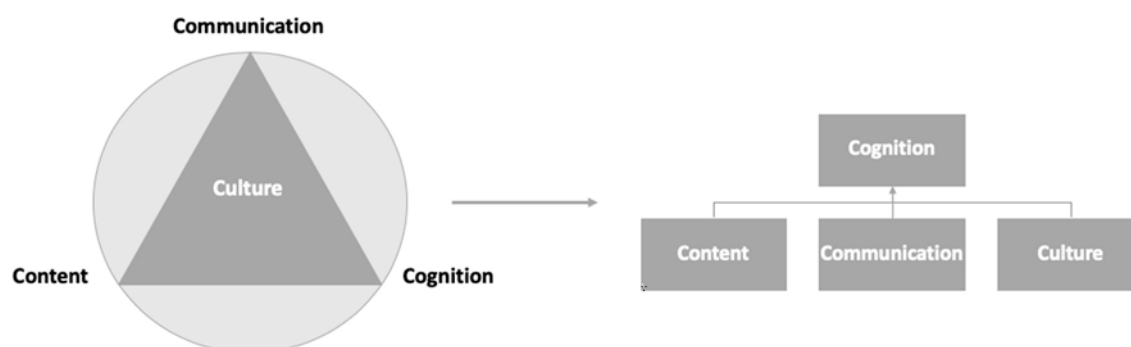 Communication
Culture
Content
Cognition
Cognition
Content
Communication
Culture